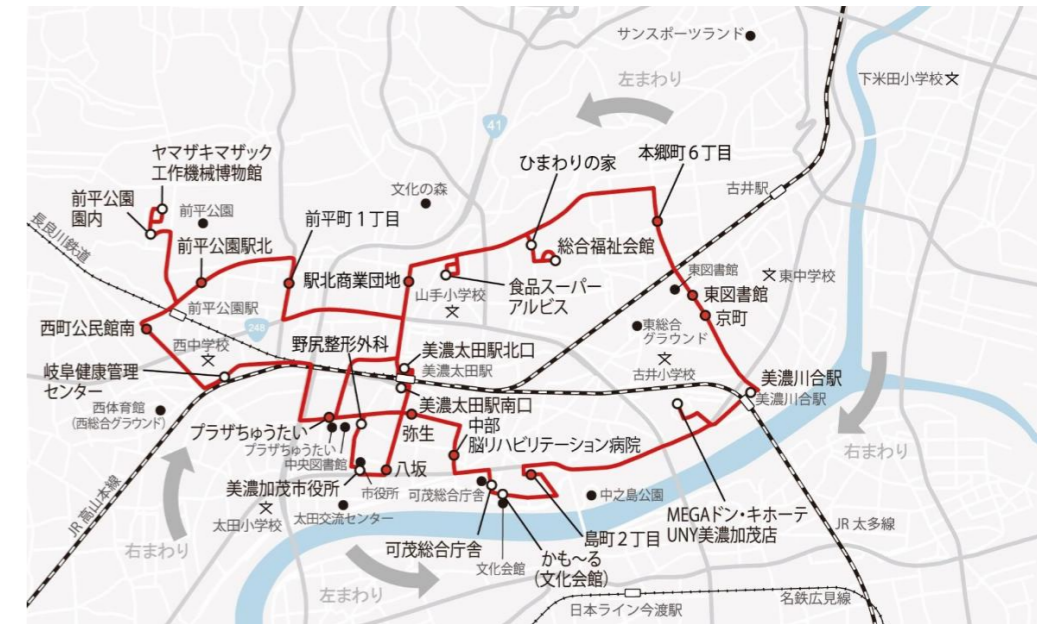 サンスポーツランド
下米田小学校
左まわり
41
ヤマザキマザック
工作機械博物館
ひまわりの家
本郷町6丁目
前平公園
園内
前平公園
文化の森
古井駅
前平町1丁目
長良川鉄道
前平公園駅北
総合福祉会館
駅北商業団地
山手小学校
食品スーパー
アルビス
東図書館
東中学校
東図書館
京町
前平公園駅
西町公民館南
248
西中学校
野尻整形外科
美濃太田駅北口
美濃太田駅
東総合
グラウンド
古井小学校
岐阜健康管理
センター
美濃川合駅
美濃川合駅
西体育館
(西総合グラウンド)
美濃太田駅南口
プラザちゅうたい
プラザちゅうたい
中央図書館
弥生
中部
脳リハビリテーション病院
右まわり
八坂
美濃加茂市役所
市役所
可茂総合庁舎
中之島公園
太田小学校
太田交流センター
MEGAドン・キホーテ
UNY美濃加茂店
JR 高山本線
右まわり
可茂総合庁舎
島町2丁目
JR 太多線
文化会館
かも～る
(文化会館)
左まわり
日本ライン今渡駅
名鉄広見線